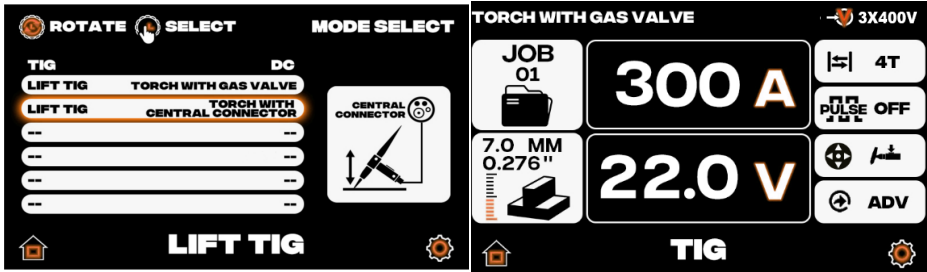 ROTATE SELECT MODE SELECT
TIG DC
LIFT TIG TORCH WITH GAS VALVE
LIFT TIG TORCH WITH
CENTRAL CONNECTOR
-- --
-- --
-- --
-- --
CENTRAL
CONNECTOR
LIFT TIG
TORCH WITH GAS VALVE 3X400V
JOB
01
300 A
4T
PULSE OFF
7.0 MM
0.276"
22.0 V
ADV
TIG